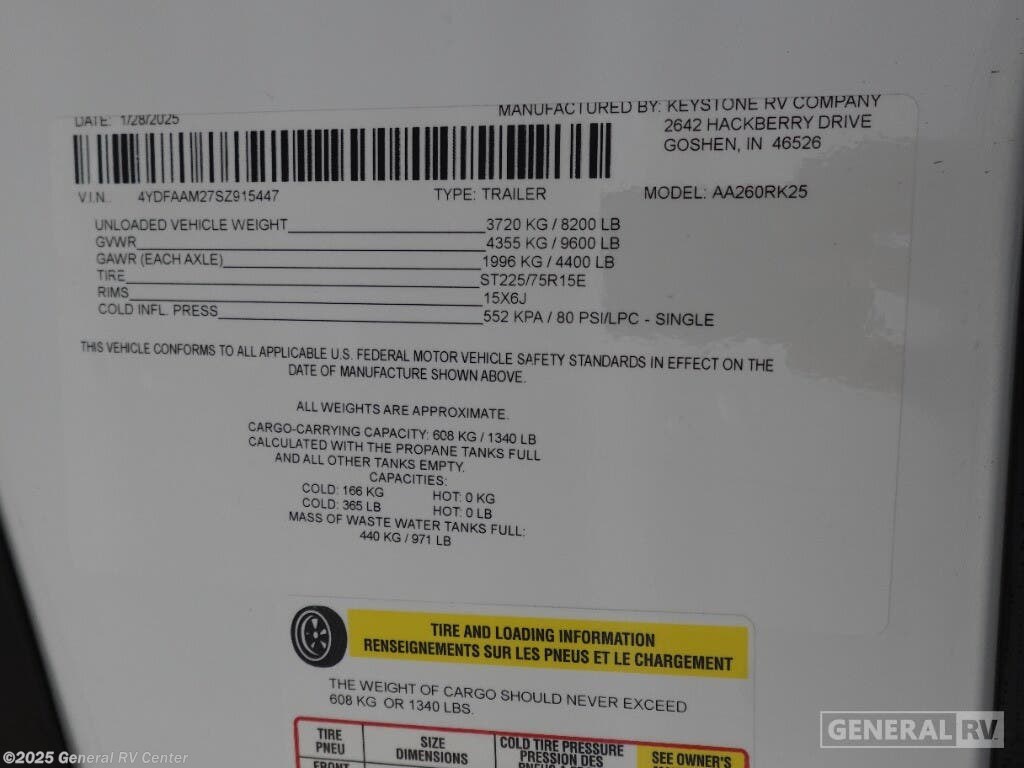 DATE: 1/28/2025
MANUFACTURED BY: KEYSTONE RV COMPANY
2642 HACKBERRY DRIVE
GOSHEN, IN 46526
V.I.N. 4YDFAAM27SZ915447 TYPE: TRAILER MODEL: AA260RK25
UNLOADED VEHICLE WEIGHT 3720 KG / 8200 LB
GVWR 4355 KG / 9600 LB
GAWR (EACH AXLE) 1996 KG / 4400 LB
TIRE ST225/75R15E
RIMS 15X6J
COLD INFL. PRESS 552 KPA / 80 PSI/LPC - SINGLE
THIS VEHICLE CONFORMS TO ALL APPLICABLE U.S. FEDERAL MOTOR VEHICLE SAFETY STANDARDS IN EFFECT ON THE
DATE OF MANUFACTURE SHOWN ABOVE.
ALL WEIGHTS ARE APPROXIMATE.
CARGO-CARRYING CAPACITY: 608 KG / 1340 LB
CALCULATED WITH THE PROPANE TANKS FULL
AND ALL OTHER TANKS EMPTY.
CAPACITIES:
COLD: 166 KG HOT: 0 KG
COLD: 365 LB HOT: 0 LB
MASS OF WASTE WATER TANKS FULL:
440 KG / 971 LB
TIRE AND LOADING INFORMATION
RENSEIGNEMENTS SUR LES PNEUS ET LE CHARGEMENT
THE WEIGHT OF CARGO SHOULD NEVER EXCEED
608 KG OR 1340 LBS.
TIRE
PNEU
SIZE
DIMENSIONS
COLD TIRE PRESSURE
PRESSION DES
SEE OWNER'S
FRONT
GENERAL RV
©2025 General RV Center